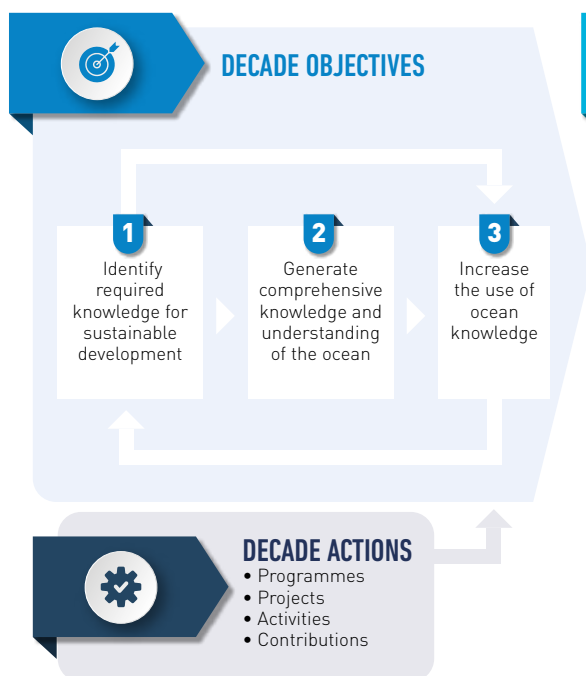 DECADE OBJECTIVES
1
Identify
required
knowledge for
sustainable
development
2
Generate
comprehensive
knowledge and
understanding
of the ocean
3
Increase
the use of
ocean
knowledge
DECADE ACTIONS
• Programmes
• Projects
• Activities
• Contributions